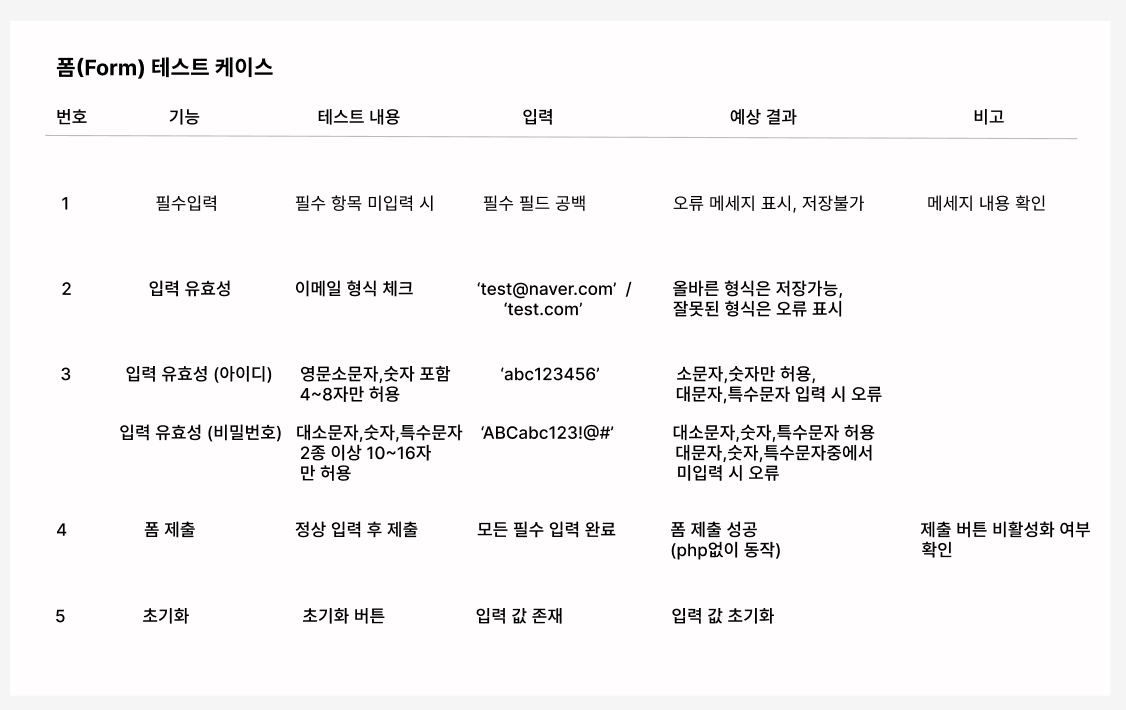 폼(Form) 테스트 케이스
번호 기능 테스트 내용 입력 예상 결과 비고
1 필수입력 필수 항목 미입력 시 필수 필드 공백 오류 메세지 표시, 저장불가 메세지 내용 확인
2 입력 유효성 이메일 형식 체크 ‘test@naver.com’ / 올바른 형식은 저장가능,
‘test.com’ 잘못된 형식은 오류 표시
3 입력 유효성 (아이디) 영문소문자,숫자 포함 ‘abc123456’ 소문자,숫자만 허용,
4~8자만 허용 대문자,특수문자 입력 시 오류
입력 유효성 (비밀번호) 대소문자,숫자,특수문자 ‘ABCabc123!@#’ 대소문자,숫자,특수문자 허용
2종 이상 10~16자 대문자,숫자,특수문자중에서
만 허용 미입력 시 오류
4 폼 제출 정상 입력 후 제출 모든 필수 입력 완료 폼 제출 성공 제출 버튼 비활성화 여부
(php없이 동작) 확인
5 초기화 초기화 버튼 입력 값 존재 입력 값 초기화